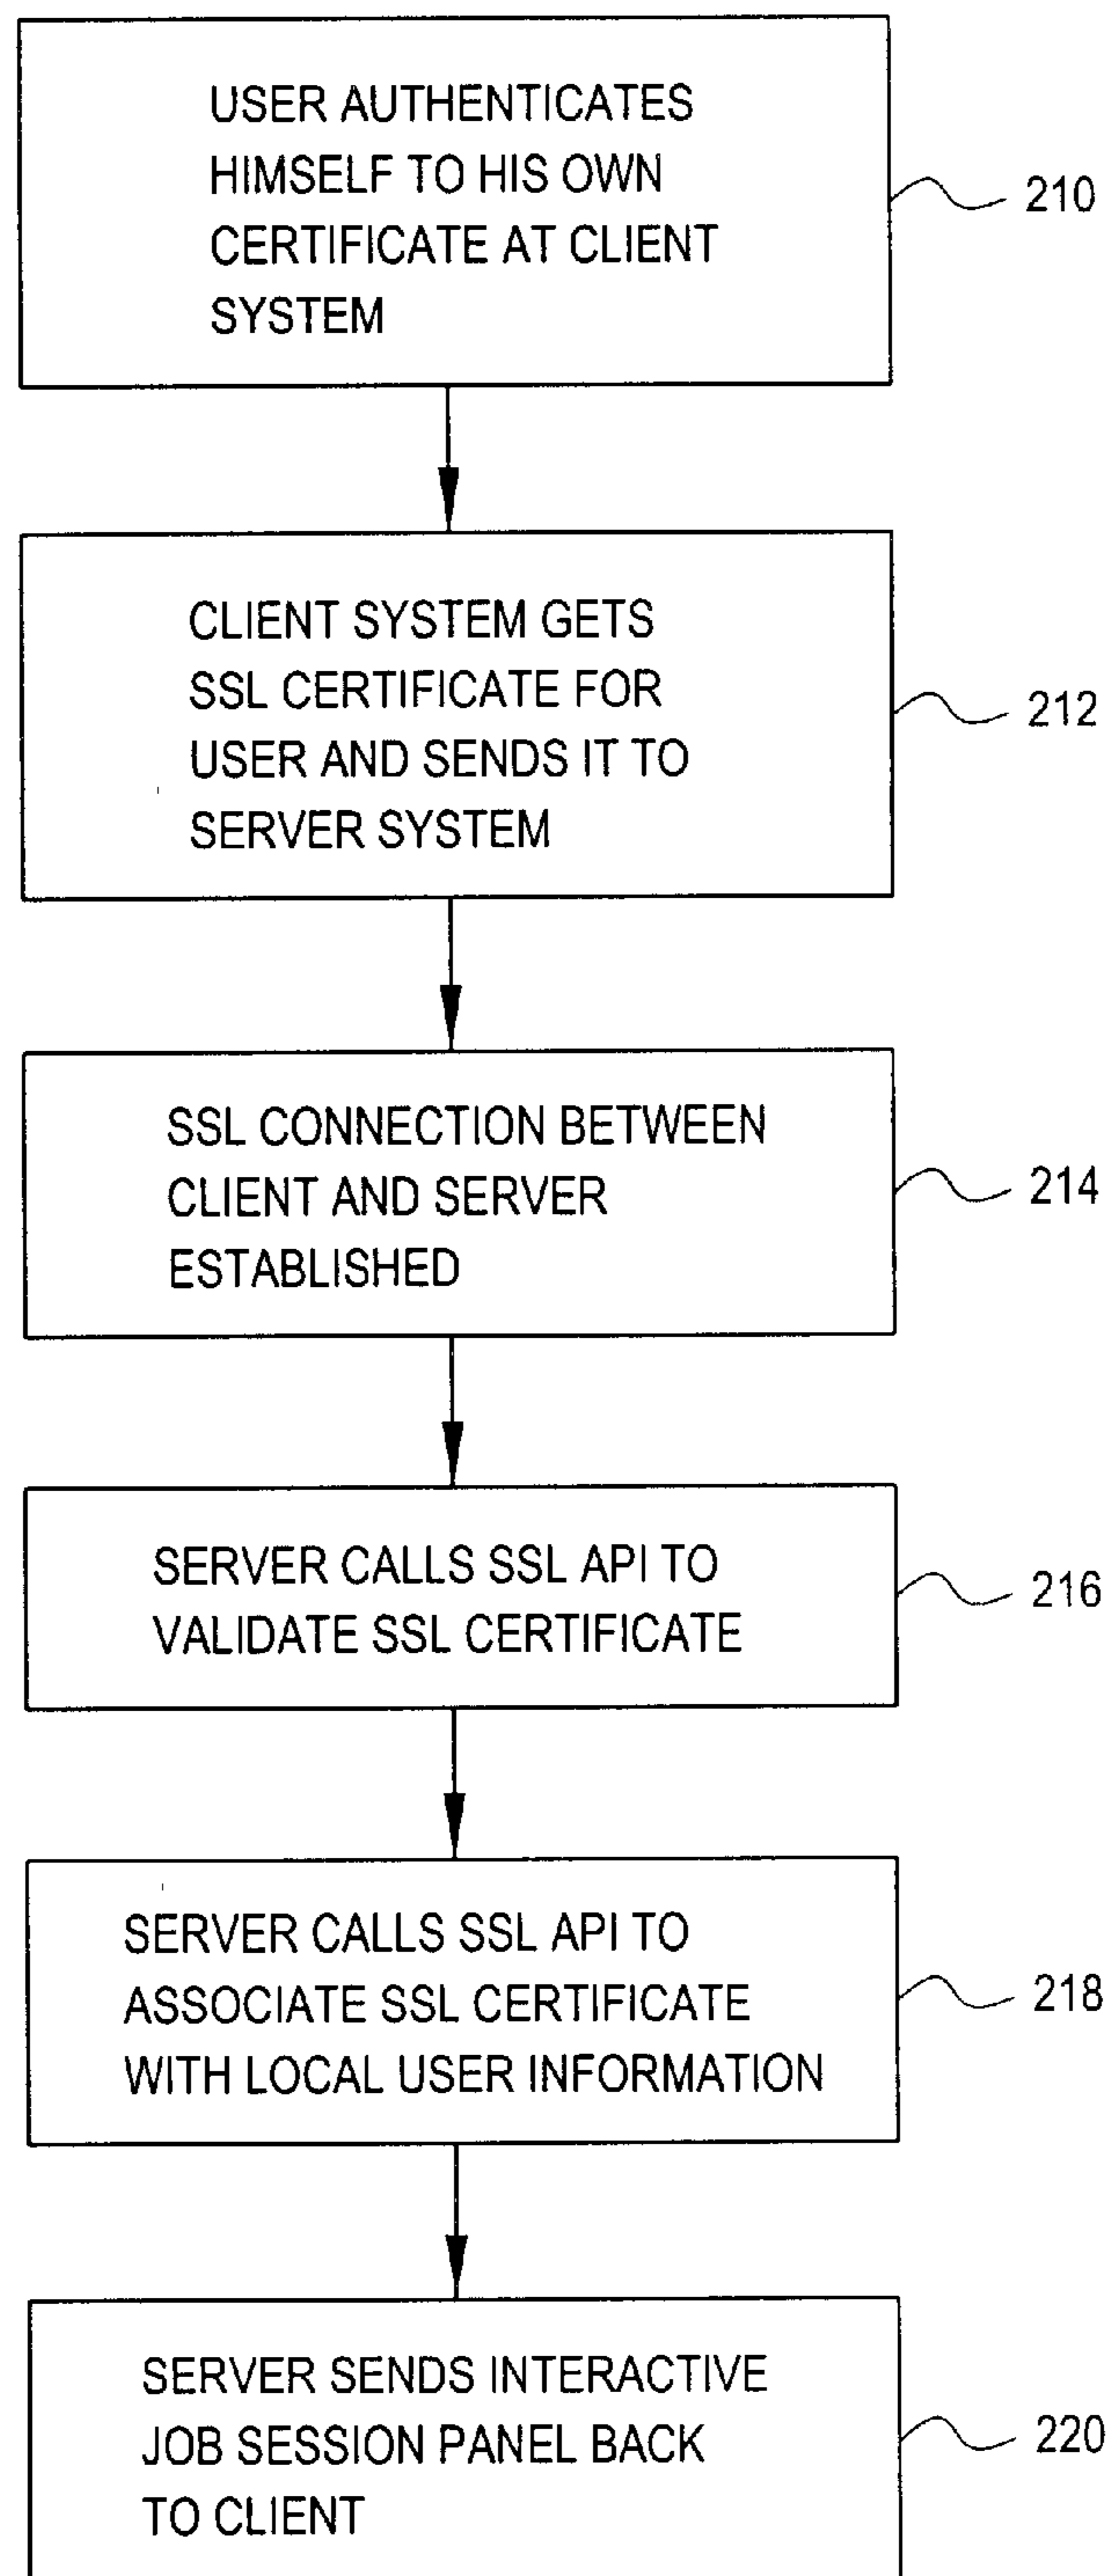 USER AUTHENTICATES
HIMSELF TO HIS OWN
CERTIFICATE AT CLIENT
SYSTEM
210
CLIENT SYSTEM GETS
SSL CERTIFICATE FOR
USER AND SENDS IT TO
SERVER SYSTEM
212
SSL CONNECTION BETWEEN
CLIENT AND SERVER
ESTABLISHED
214
SERVER CALLS SSL API TO
VALIDATE SSL CERTIFICATE
216
SERVER CALLS SSL API TO
ASSOCIATE SSL CERTIFICATE
WITH LOCAL USER INFORMATION
218
SERVER SENDS INTERACTIVE
JOB SESSION PANEL BACK
TO CLIENT
220